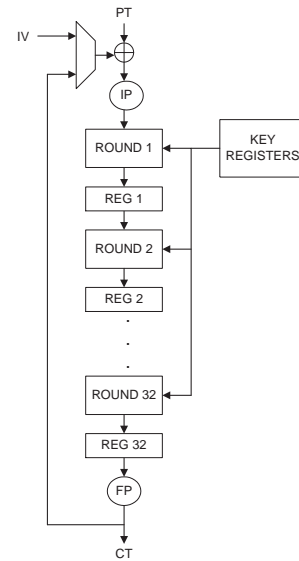 PT
IV
IP
ROUND 1
KEY
REGISTERS
REG 1
ROUND 2
REG 2
.
.
.
ROUND 32
REG 32
FP
CT